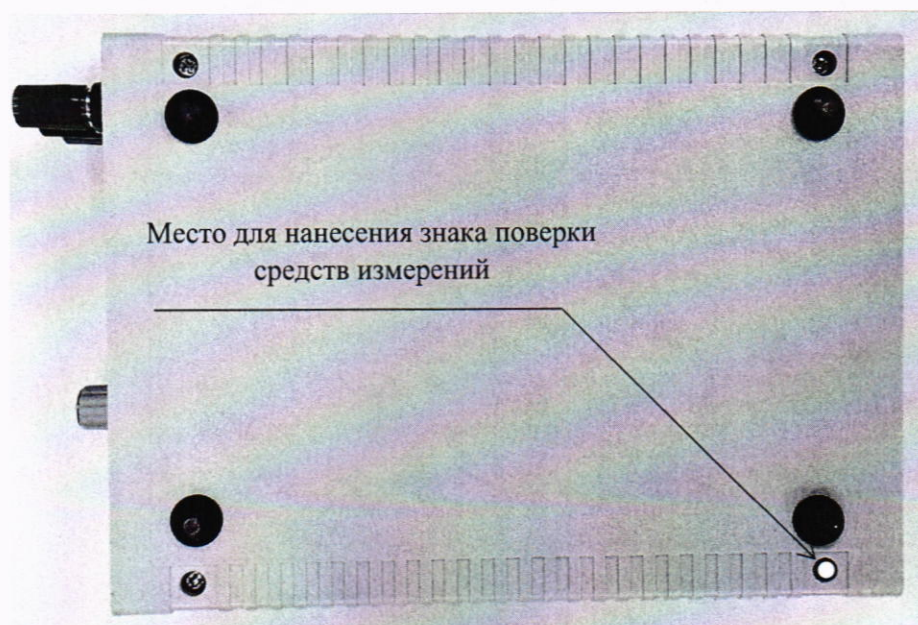 Место для нанесения знака поверки
средств измерений